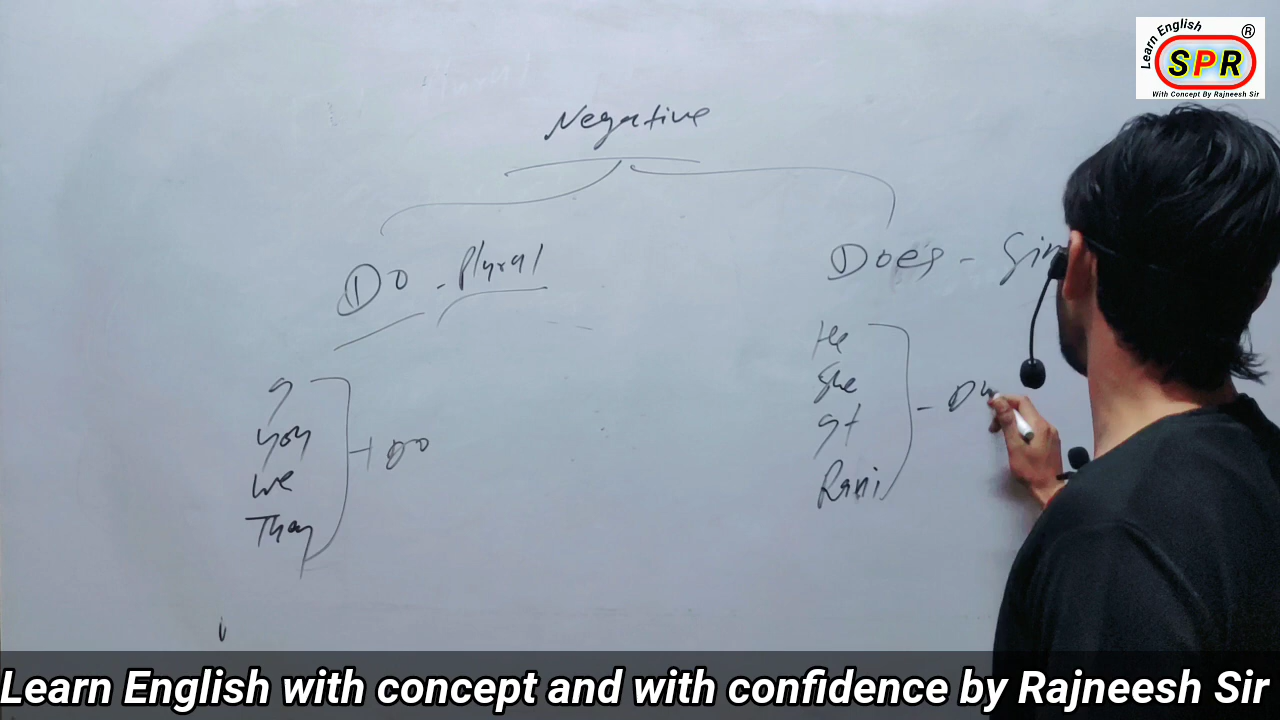 Learn English
®
SPR
With Concept By Rajneesh Sir
Negative
Do - Plural
Does - Sin
I
you
we
They
+ Do
He
She
It
Rani
- D
Learn English with concept and with confidence by Rajneesh Sir